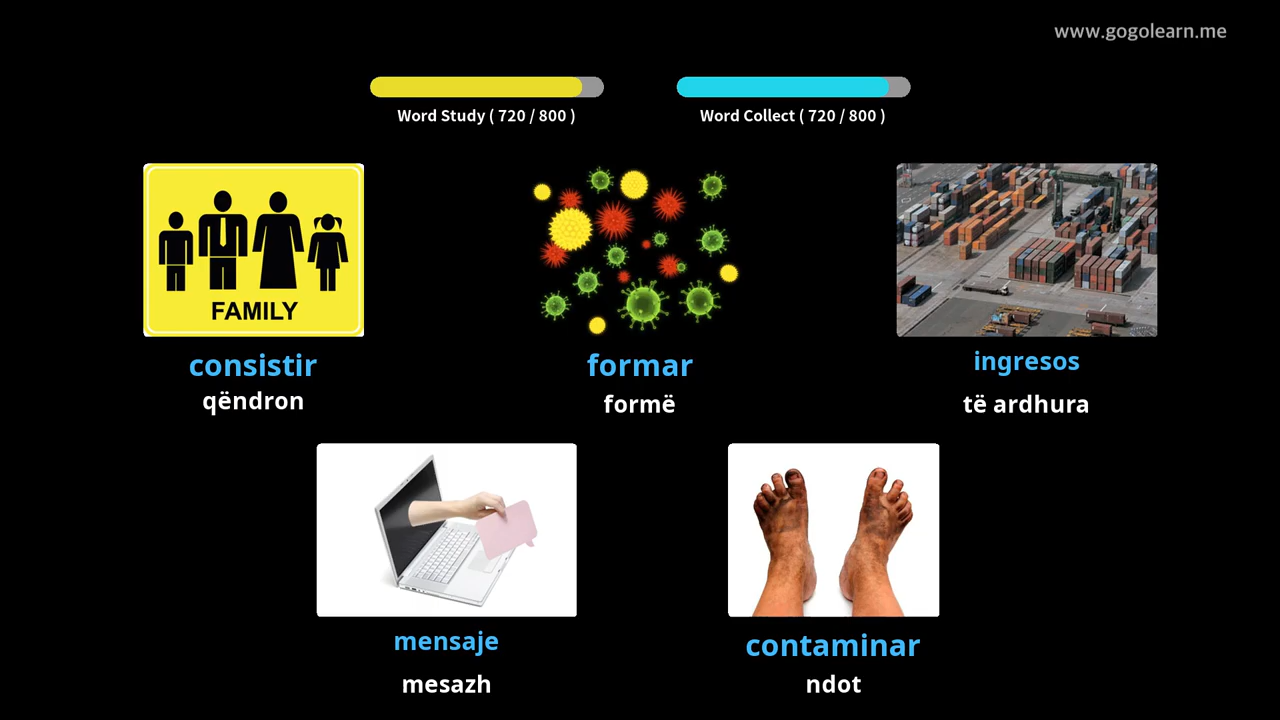 www.gogolearn.me
Word Study ( 720 / 800 )
Word Collect ( 720 / 800 )
FAMILY
consistir
qëndron
formar
formë
ingresos
të ardhura
mensaje
mesazh
contaminar
ndot